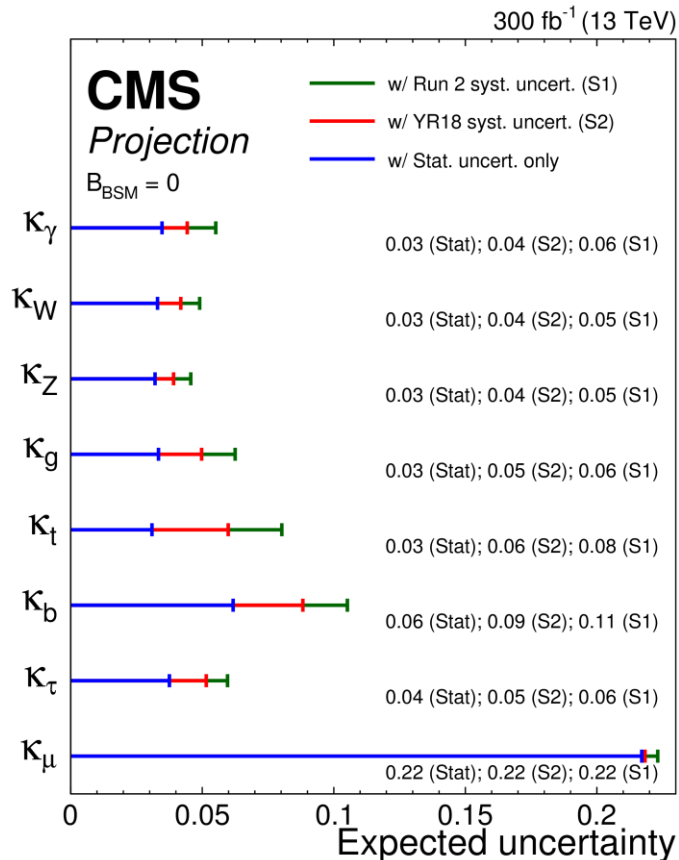 300 fb⁻¹ (13 TeV)
CMS
Projection
B_BSM = 0
w/ Run 2 syst. uncert. (S1)
w/ YR18 syst. uncert. (S2)
w/ Stat. uncert. only
κ_γ
0.03 (Stat); 0.04 (S2); 0.06 (S1)
κ_W
0.03 (Stat); 0.04 (S2); 0.05 (S1)
κ_Z
0.03 (Stat); 0.04 (S2); 0.05 (S1)
κ_g
0.03 (Stat); 0.05 (S2); 0.06 (S1)
κ_t
0.03 (Stat); 0.06 (S2); 0.08 (S1)
κ_b
0.06 (Stat); 0.09 (S2); 0.11 (S1)
κ_τ
0.04 (Stat); 0.05 (S2); 0.06 (S1)
κ_μ
0.22 (Stat); 0.22 (S2); 0.22 (S1)
0 0.05 0.1 0.15 0.2
Expected uncertainty